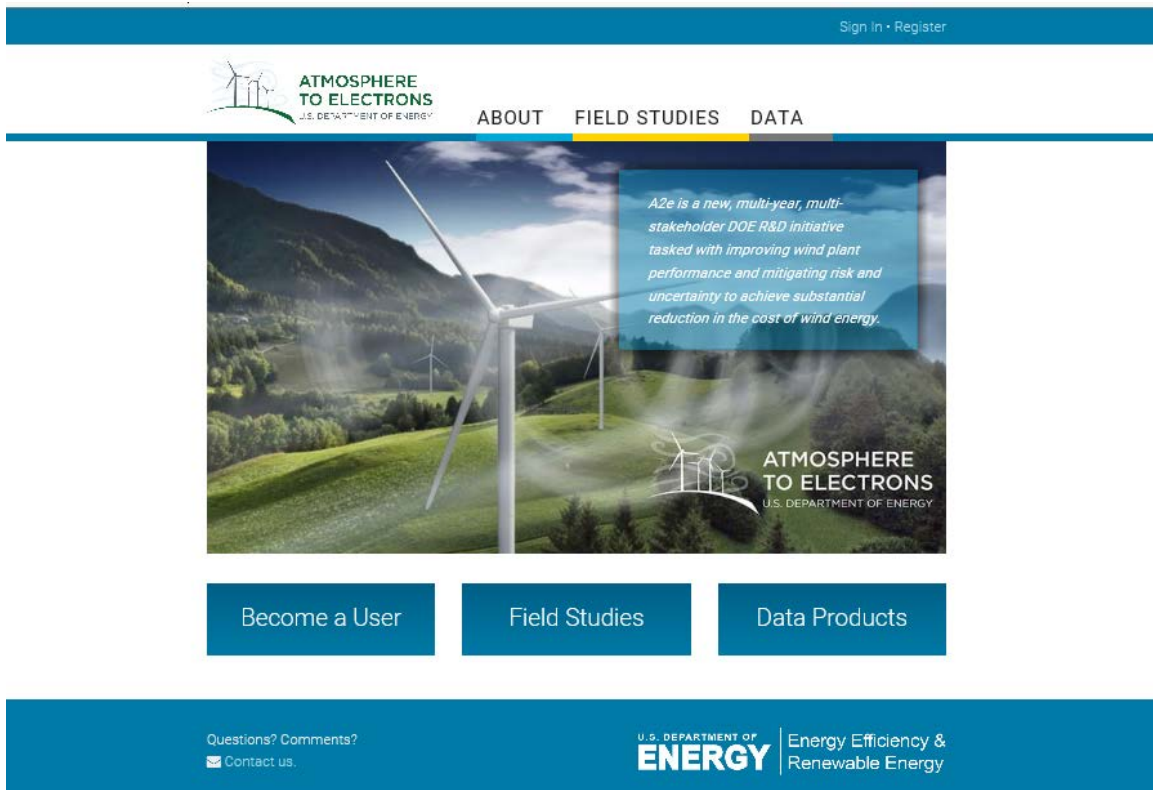 Sign In • Register
ATMOSPHERE
TO ELECTRONS
U.S. DEPARTMENT OF ENERGY
ABOUT FIELD STUDIES DATA
A2e is a new, multi-year, multi-
stakeholder DOE R&D initiative
tasked with improving wind plant
performance and mitigating risk and
uncertainty to achieve substantial
reduction in the cost of wind energy.
ATMOSPHERE
TO ELECTRONS
U.S. DEPARTMENT OF ENERGY
Become a User
Field Studies
Data Products
Questions? Comments?
Contact us.
U.S. DEPARTMENT OF
ENERGY
Energy Efficiency &
Renewable Energy